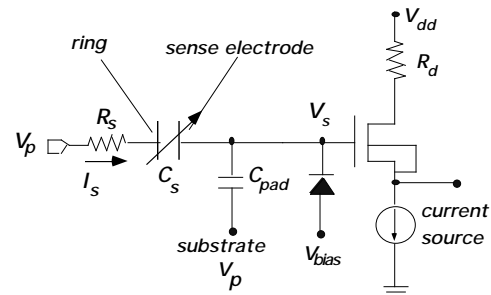 V_dd
ring
sense electrode
R_d
R_s
V_s
V_p
I_s
C_s
C_pad
substrate
V_p
V_bias
current
source